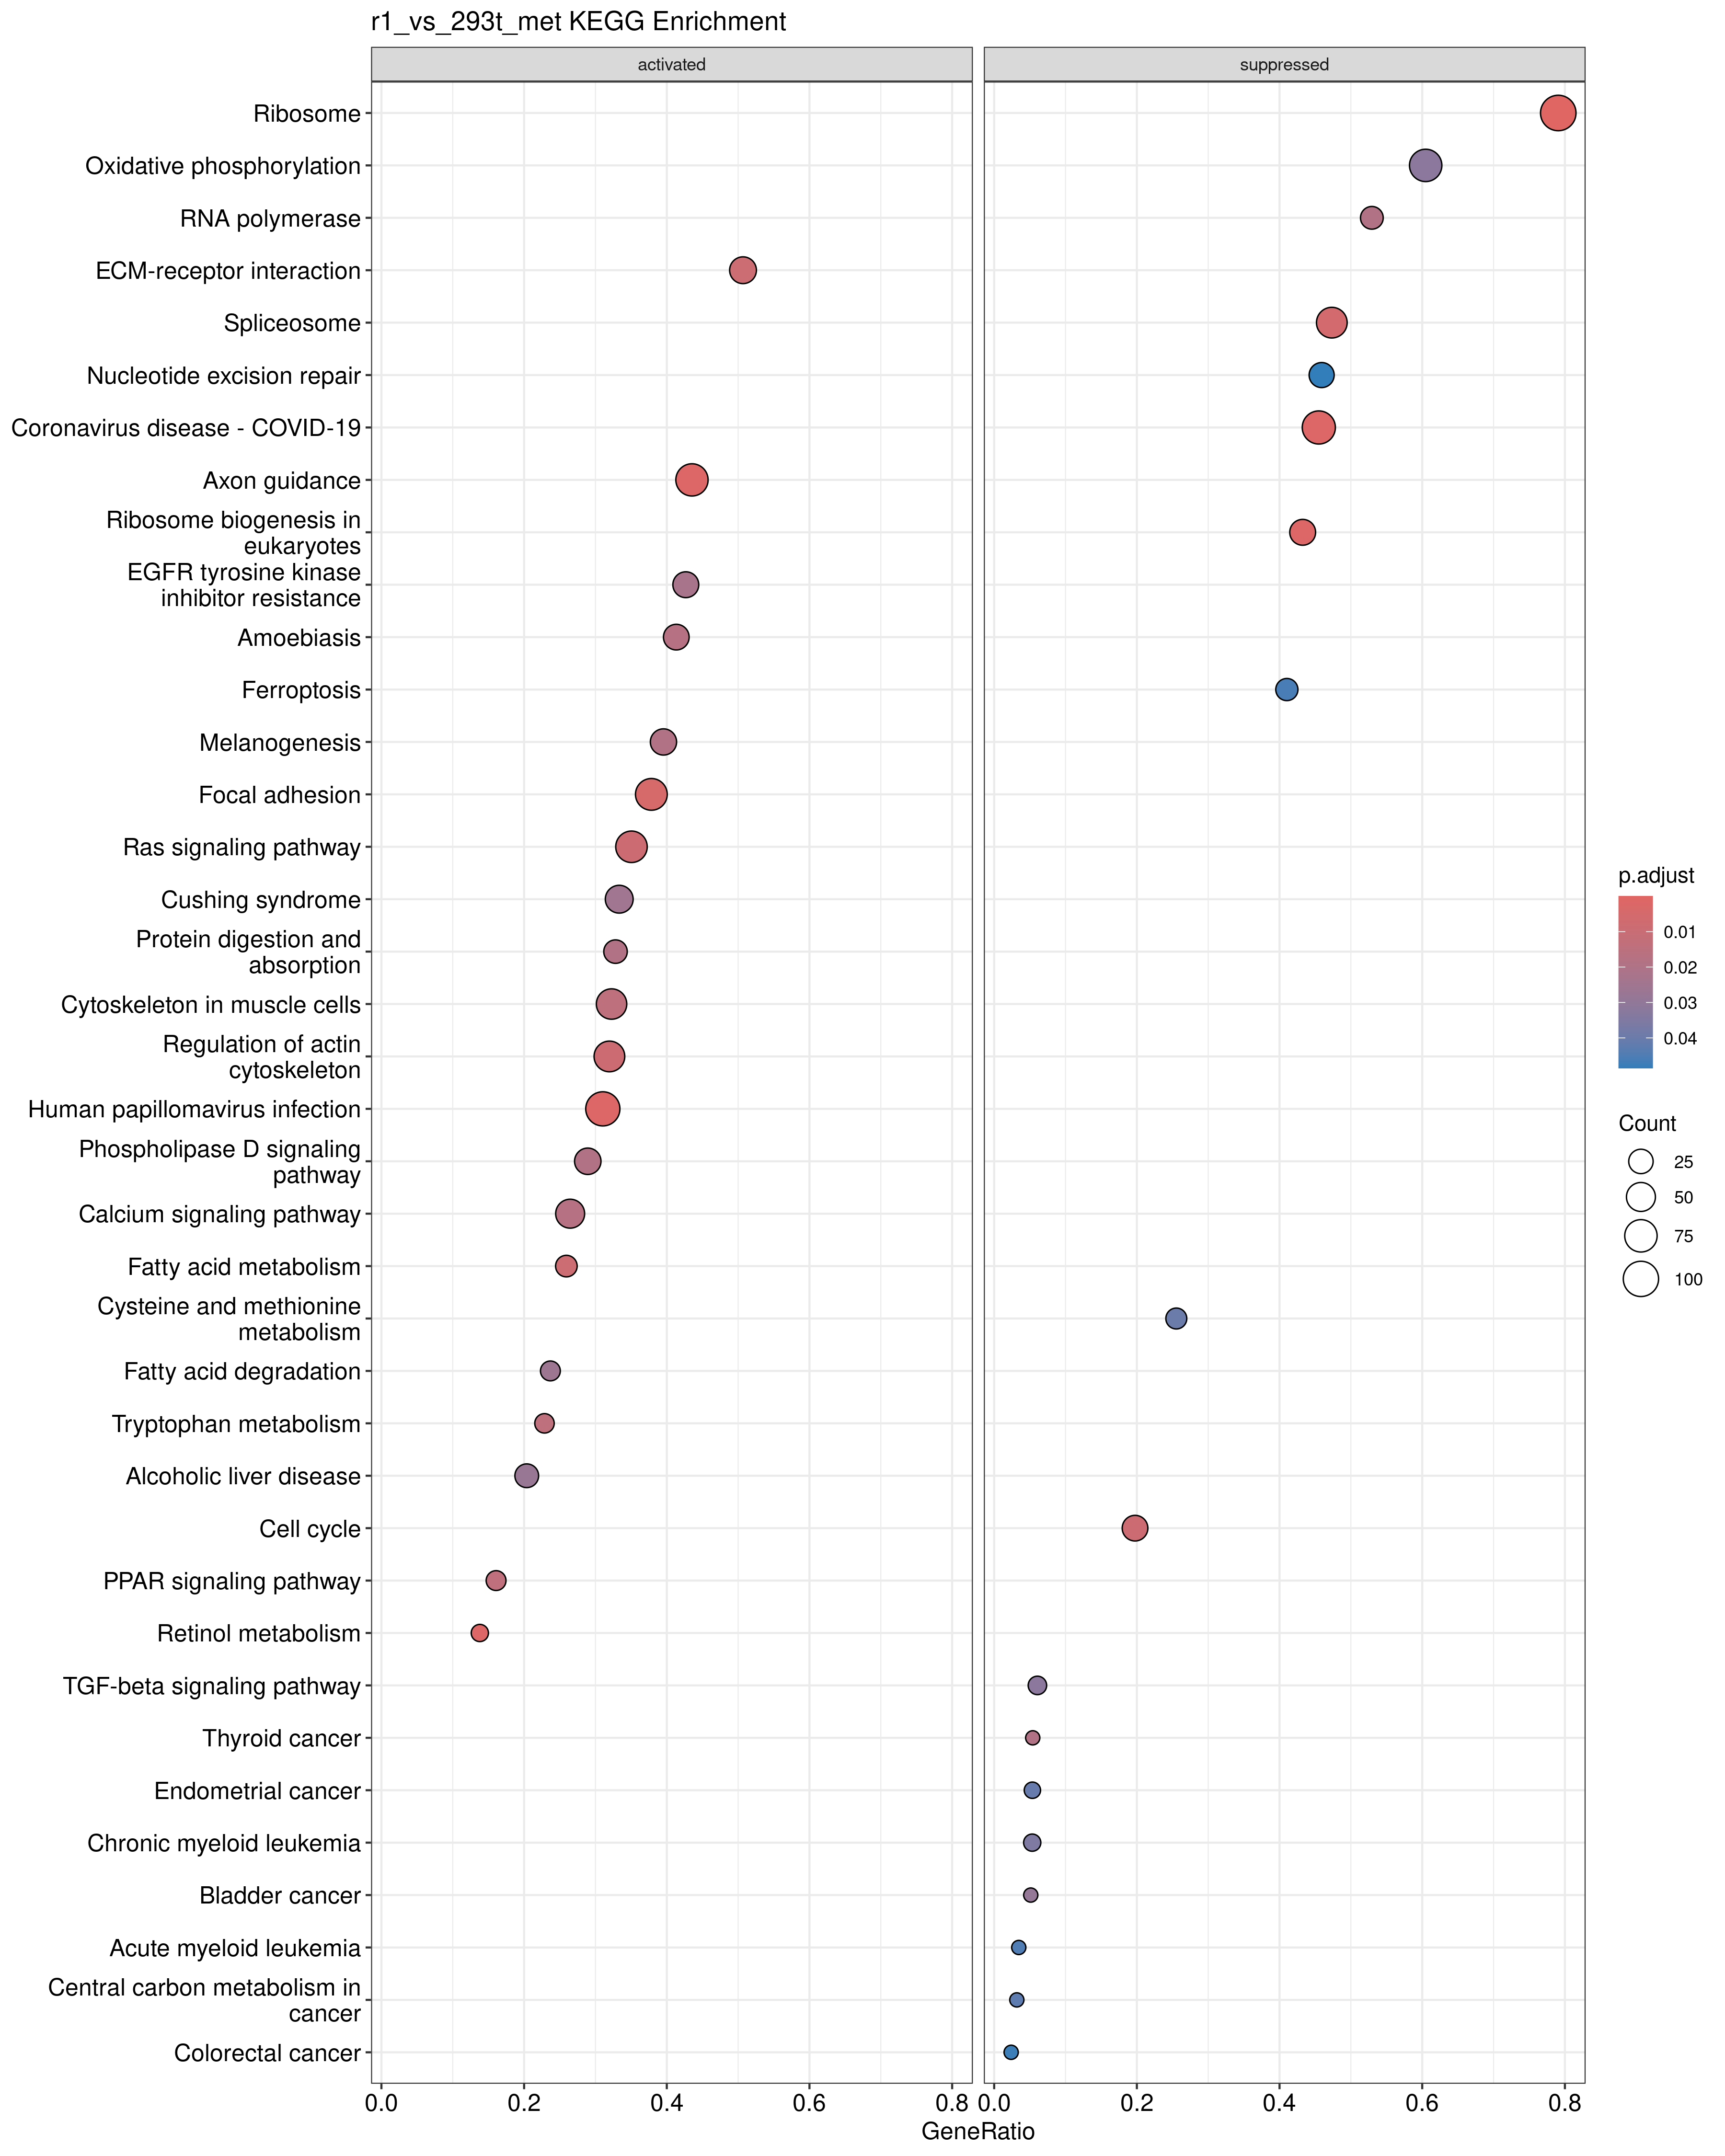 r1_vs_293t_met KEGG Enrichment
activated
suppressed
Ribosome
Oxidative phosphorylation
RNA polymerase
ECM-receptor interaction
Spliceosome
Nucleotide excision repair
Coronavirus disease - COVID-19
Axon guidance
Ribosome biogenesis in
eukaryotes
EGFR tyrosine kinase
inhibitor resistance
Amoebiasis
Ferroptosis
Melanogenesis
Focal adhesion
Ras signaling pathway
Cushing syndrome
Protein digestion and
absorption
Cytoskeleton in muscle cells
Regulation of actin
cytoskeleton
Human papillomavirus infection
Phospholipase D signaling
pathway
Calcium signaling pathway
Fatty acid metabolism
Cysteine and methionine
metabolism
Fatty acid degradation
Tryptophan metabolism
Alcoholic liver disease
Cell cycle
PPAR signaling pathway
Retinol metabolism
TGF-beta signaling pathway
Thyroid cancer
Endometrial cancer
Chronic myeloid leukemia
Bladder cancer
Acute myeloid leukemia
Central carbon metabolism in
cancer
Colorectal cancer
0.0 0.2 0.4 0.6 0.8
0.0 0.2 0.4 0.6 0.8
GeneRatio
p.adjust
0.01
0.02
0.03
0.04
Count
25
50
75
100